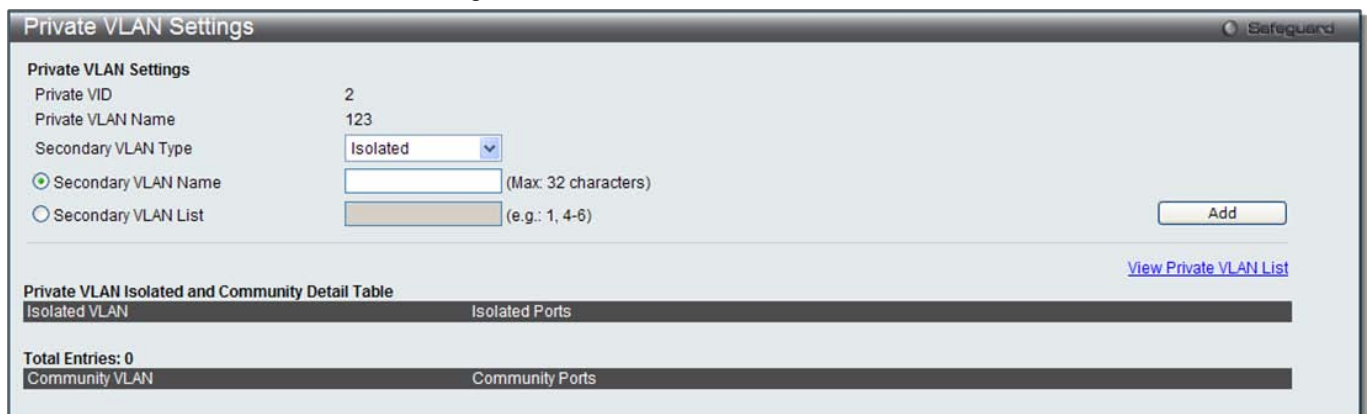 Private VLAN Settings
Safeguard
Private VLAN Settings
Private VID 2
Private VLAN Name 123
Secondary VLAN Type Isolated
Secondary VLAN Name (Max: 32 characters)
Secondary VLAN List (e.g.: 1, 4-6) Add
View Private VLAN List
Private VLAN Isolated and Community Detail Table
Isolated VLAN Isolated Ports
Total Entries: 0
Community VLAN Community Ports